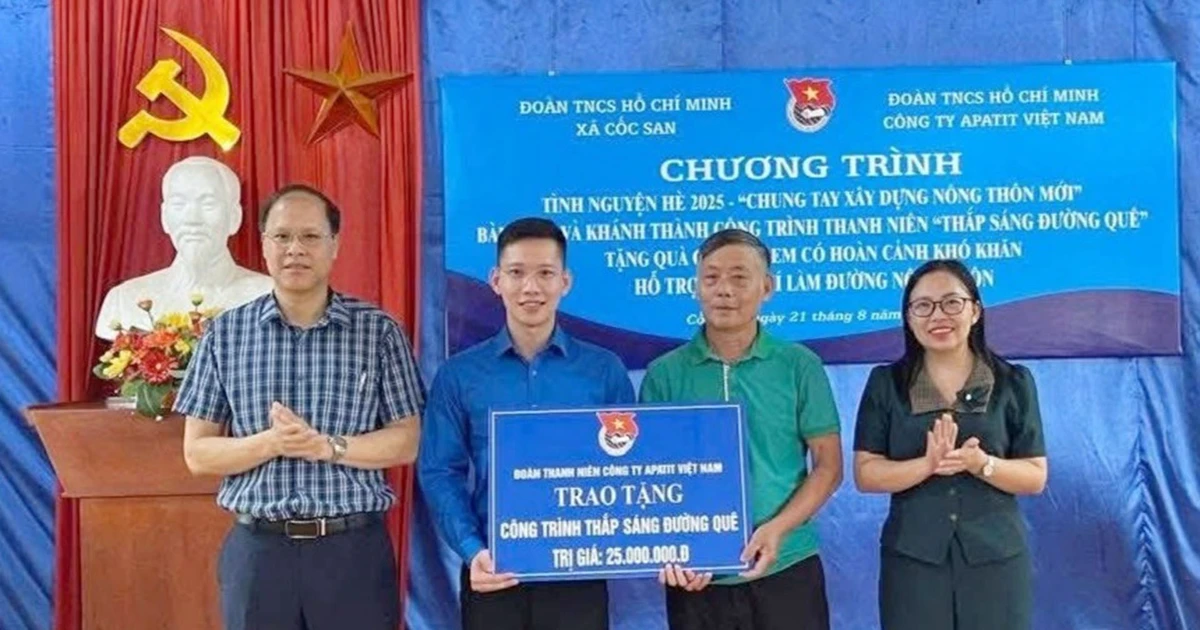 ĐOÀN TNCS HỒ CHÍ MINH
XÃ CỐC SAN
ĐOÀN TNCS HỒ CHÍ MINH
CÔNG TY APATIT VIỆT NAM
CHƯƠNG TRÌNH
TÌNH NGUYỆN HÈ 2025 - "CHUNG TAY XÂY DỰNG NÔNG THÔN MỚI"
BÀ VÀ KHÁNH THÀNH CÔNG TRÌNH THANH NIÊN "THẮP SÁNG ĐƯỜNG QUÊ"
TẶNG QUÀ EM CÓ HOÀN CẢNH KHÓ KHĂN
HỖ LÀM ĐƯỜNG
ngày 21 tháng 8
ĐOÀN THANH NIÊN CÔNG TY APATIT VIỆT NAM
TRAO TẶNG
CÔNG TRÌNH THẮP SÁNG ĐƯỜNG QUÊ
TRỊ GIÁ: 25.000.000.Đ